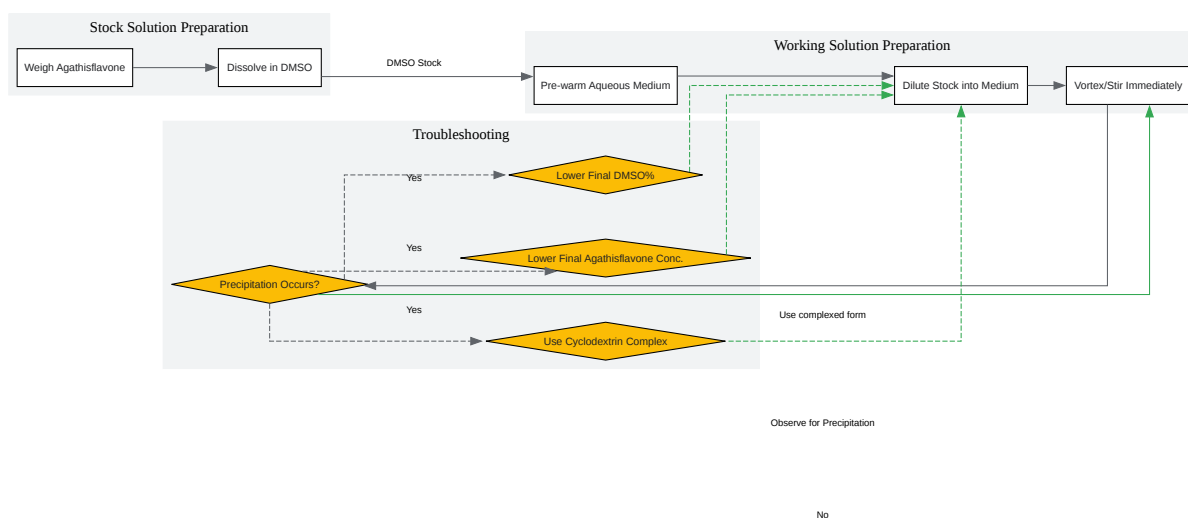 Stock Solution Preparation
Weigh Agathisflavone
Dissolve in DMSO
DMSO Stock
Working Solution Preparation
Pre-warm Aqueous Medium
Dilute Stock into Medium
Vortex/Stir Immediately
Troubleshooting
Yes
Lower Final DMSO%
Yes
Lower Final Agathisflavone Conc.
Precipitation Occurs?
Yes
Use Cyclodextrin Complex
Use complexed form
Observe for Precipitation
No